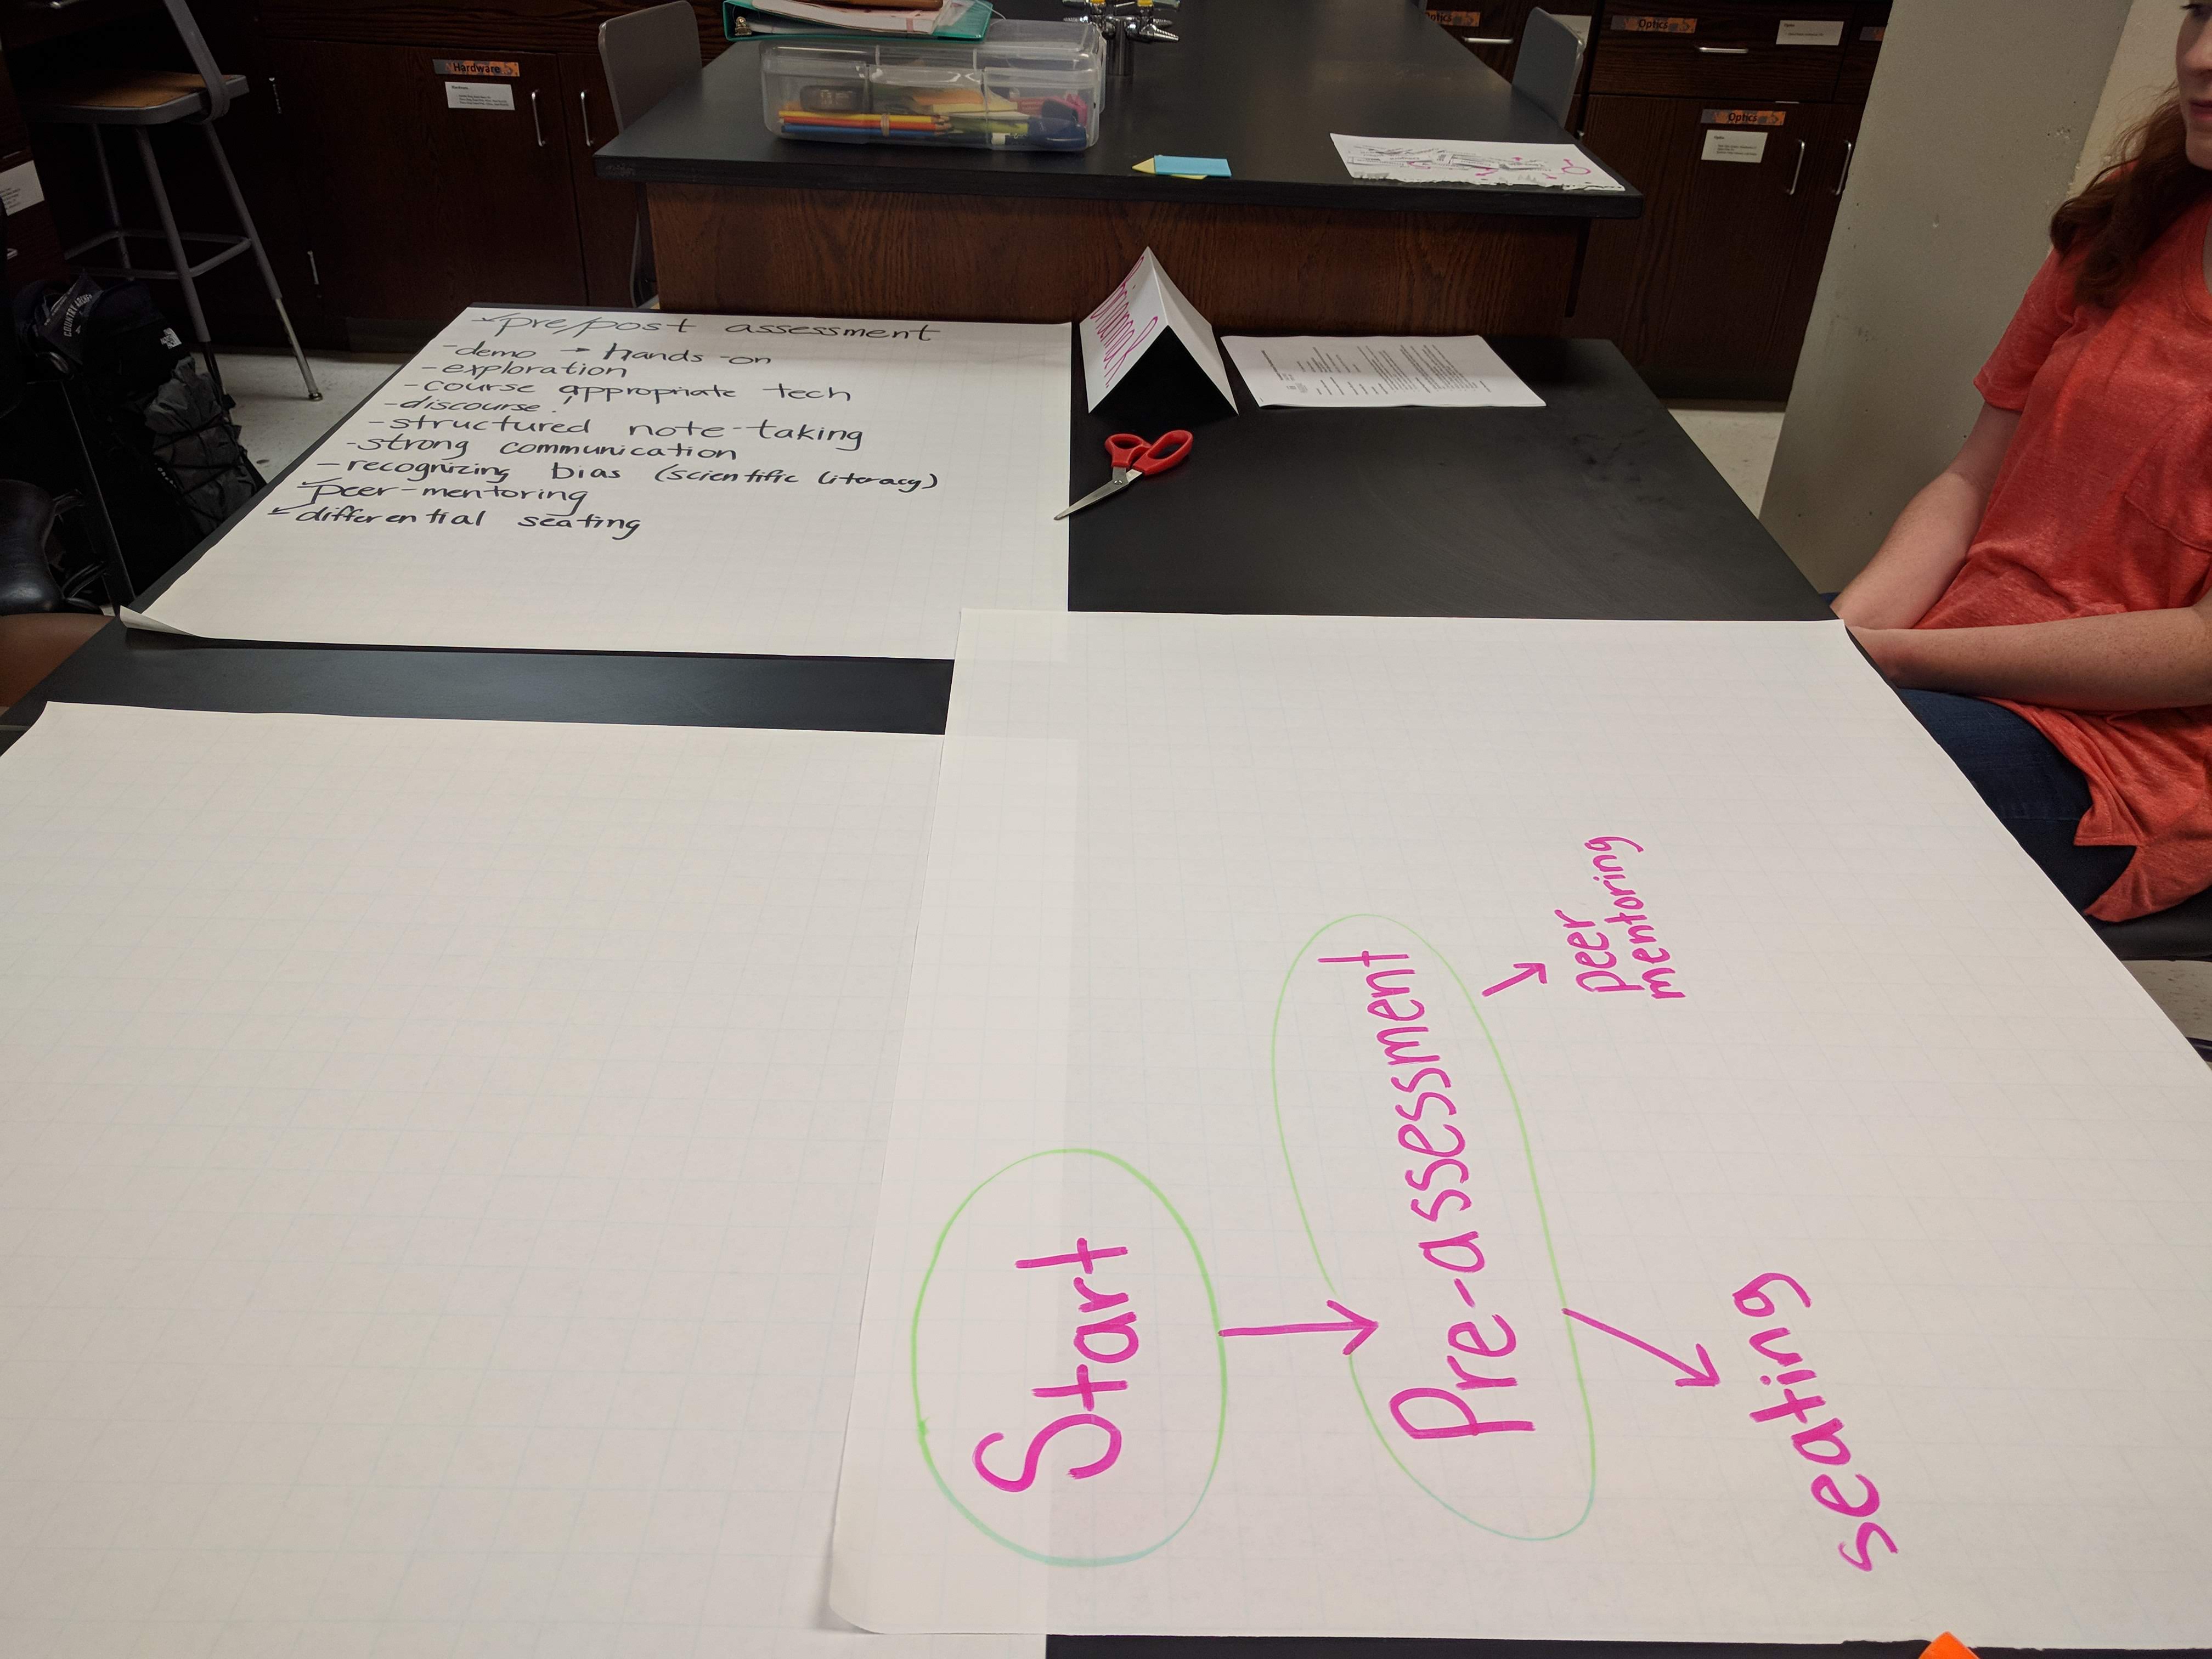 Hardware
Optics
Optics
Optics
✓pre/post assessment
-demo → hands-on
-exploration
-course appropriate tech
-discourse!
-structured note-taking
-strong communication
-recognizing bias (scientific literacy)
✓peer-mentoring
✓differential seating
Start
Pre-assessment
peer
mentoring
seating